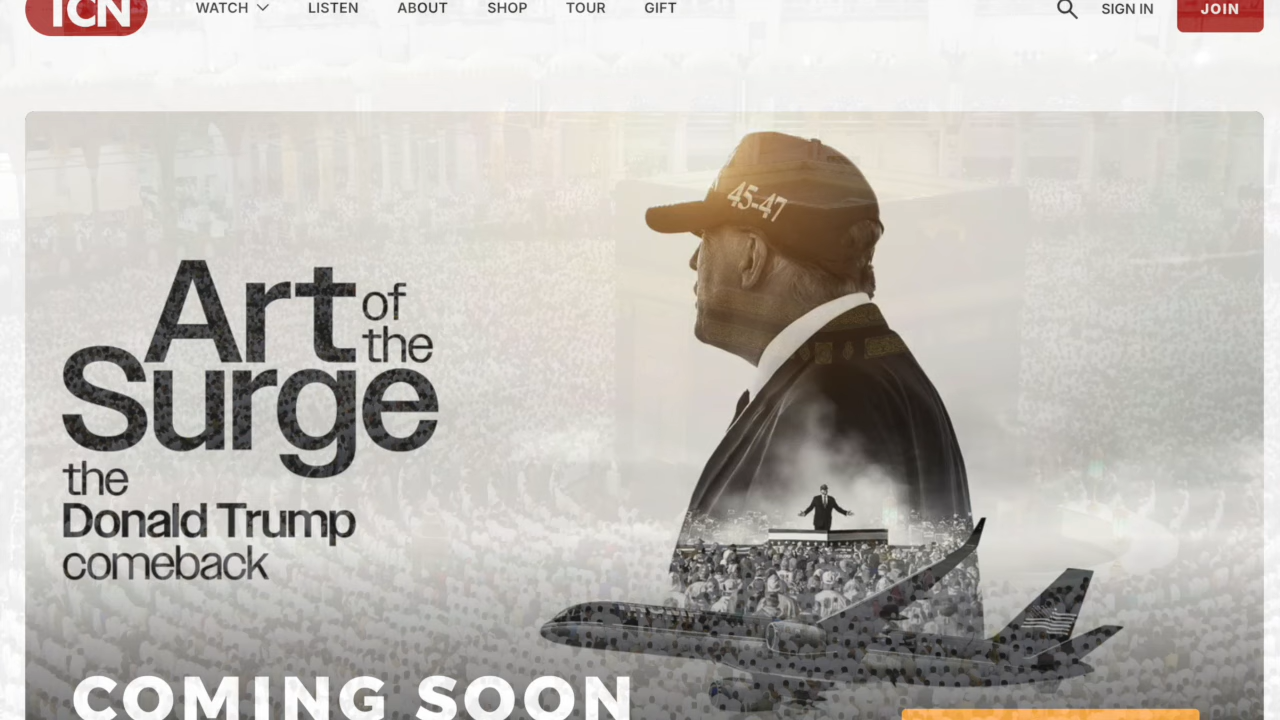 TCN WATCH LISTEN ABOUT SHOP TOUR GIFT SIGN IN JOIN
45-47
Art of the
Surge
the
Donald Trump
comeback
COMING SOON